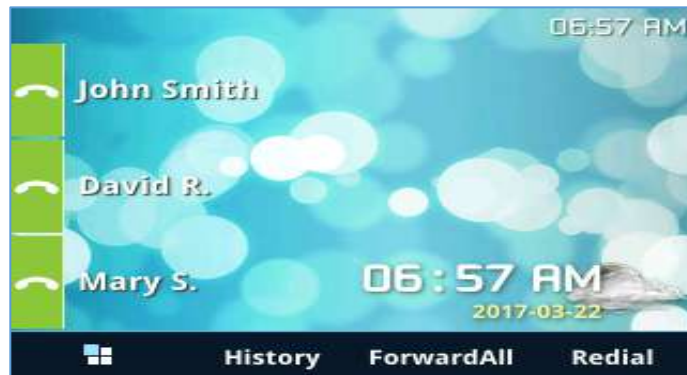 06:57 AM
John Smith
David R.
Mary S.
06:57 AM
2017-03-22
History ForwardAll Redial